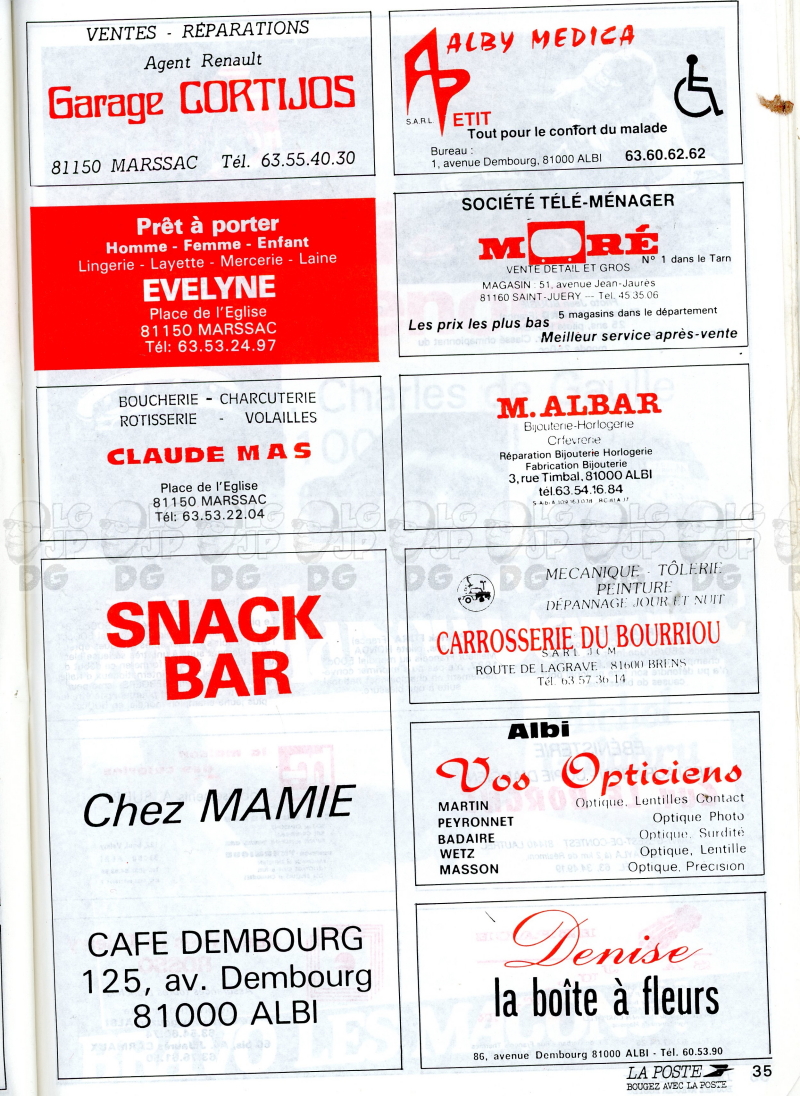 VENTES - RÉPARATIONS
Agent Renault
Garage CORTIJOS
81150 MARSSAC Tél. 63.55.40.30
Prêt à porter
Homme - Femme - Enfant
Lingerie - Layette - Mercerie - Laine
EVELYNE
Place de l'Eglise
81150 MARSSAC
Tél: 63.53.24.97
BOUCHERIE - CHARCUTERIE
ROTISSERIE - VOLAILLES
CLAUDE MAS
Place de l'Eglise
81150 MARSSAC
Tél: 63.53.22.04
SNACK
BAR
Chez MAMIE
CAFE DEMBOURG
125, av. Dembourg
81000 ALBI
ALBY MEDICA
S.A.R.L. PETIT
Tout pour le confort du malade
Bureau :
1, avenue Dembourg, 81000 ALBI 63.60.62.62
SOCIÉTÉ TÉLÉ-MÉNAGER
MORÉ
N° 1 dans le Tarn
VENTE DETAIL ET GROS
MAGASIN : 51, avenue Jean-Jaurès
81160 SAINT-JUERY --- Tel. 45 35 06
5 magasins dans le département
Les prix les plus bas
Meilleur service après-vente
M. ALBAR
Bijouterie-Horlogerie
Orfevrerie
Réparation Bijouterie Horlogerie
Fabrication Bijouterie
3, rue Timbal, 81000 ALBI
tél. 63.54.16.84
MECANIQUE - TÔLERIE
PEINTURE
DÉPANNAGE JOUR ET NUIT
CARROSSERIE DU BOURRIOU
S.A.R.L. J C M
ROUTE DE LAGRAVE - 81600 BRENS
Tél. 63 57 36 14
Albi
Vos Opticiens
MARTIN Optique, Lentilles Contact
PEYRONNET Optique Photo
BADAIRE Optique, Surdité
WETZ Optique, Lentille
MASSON Optique, Precision
Denise
la boîte à fleurs
86, avenue Dembourg 81000 ALBI - Tél. 60.53.90
LA POSTE 35
BOUGEZ AVEC LA POSTE
LG JP DG